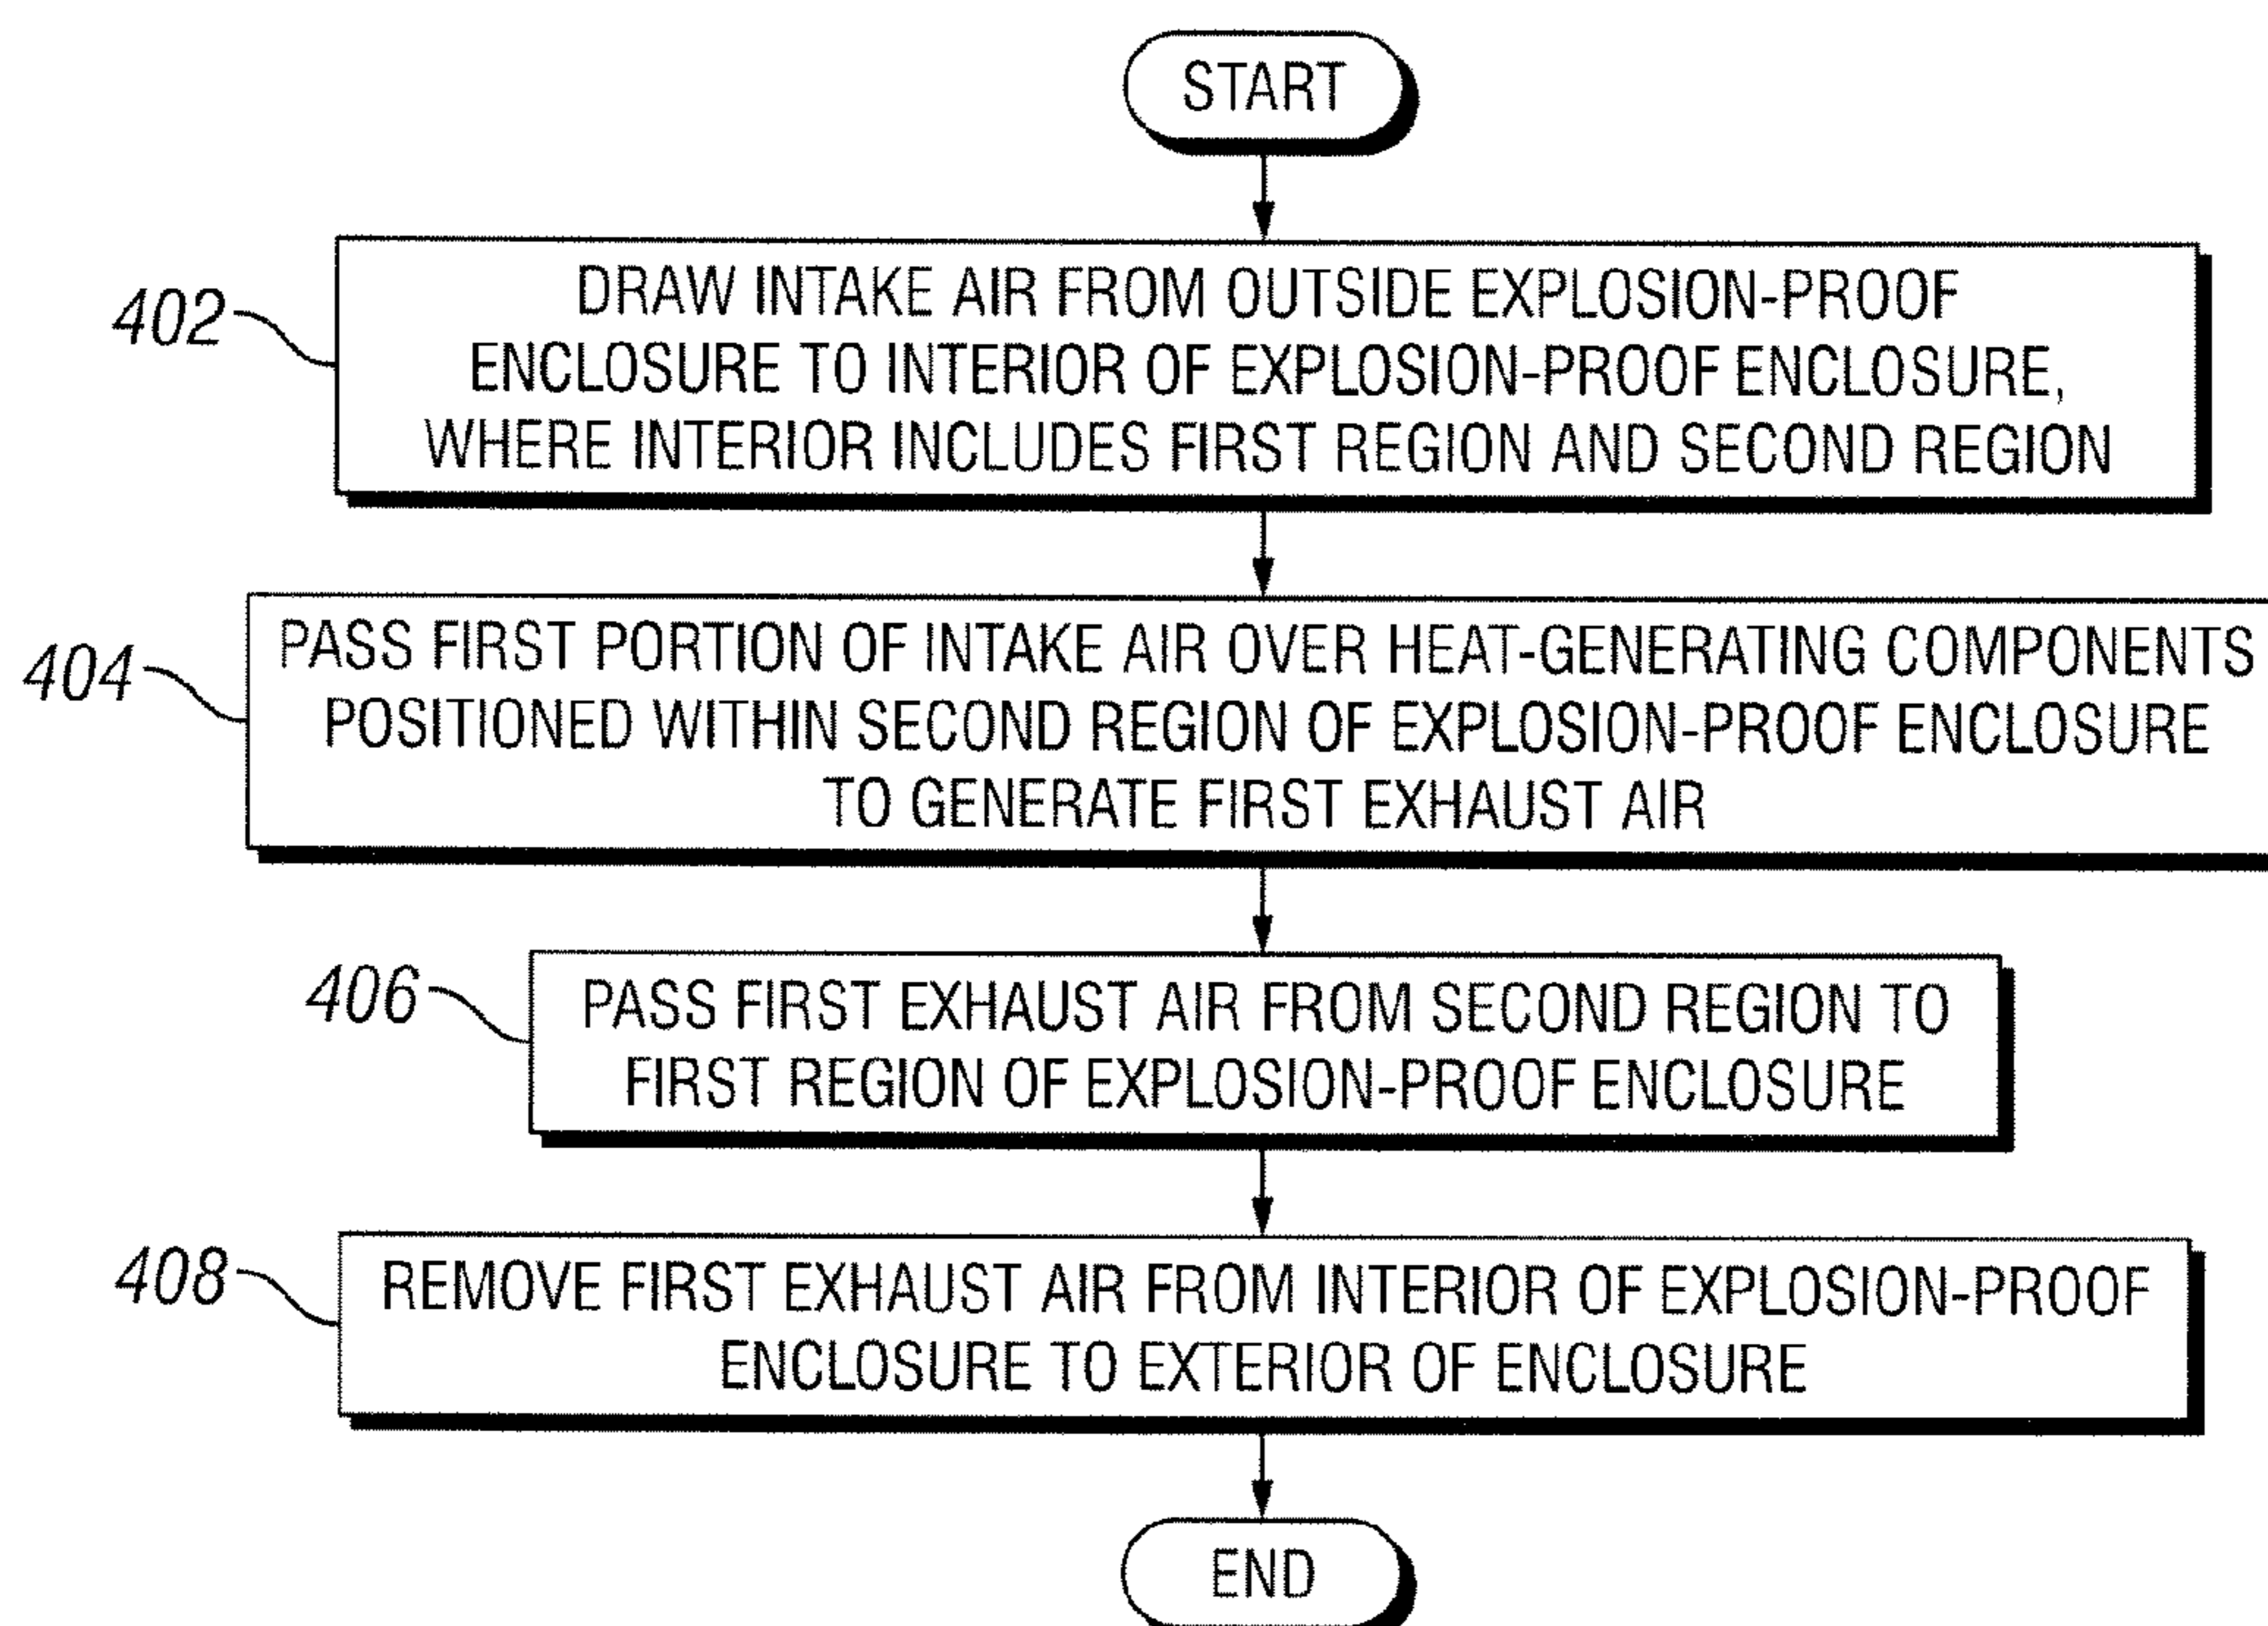 START
402
DRAW INTAKE AIR FROM OUTSIDE EXPLOSION-PROOF
ENCLOSURE TO INTERIOR OF EXPLOSION-PROOF ENCLOSURE,
WHERE INTERIOR INCLUDES FIRST REGION AND SECOND REGION
404
PASS FIRST PORTION OF INTAKE AIR OVER HEAT-GENERATING COMPONENTS
POSITIONED WITHIN SECOND REGION OF EXPLOSION-PROOF ENCLOSURE
TO GENERATE FIRST EXHAUST AIR
406
PASS FIRST EXHAUST AIR FROM SECOND REGION TO
FIRST REGION OF EXPLOSION-PROOF ENCLOSURE
408
REMOVE FIRST EXHAUST AIR FROM INTERIOR OF EXPLOSION-PROOF
ENCLOSURE TO EXTERIOR OF ENCLOSURE
END